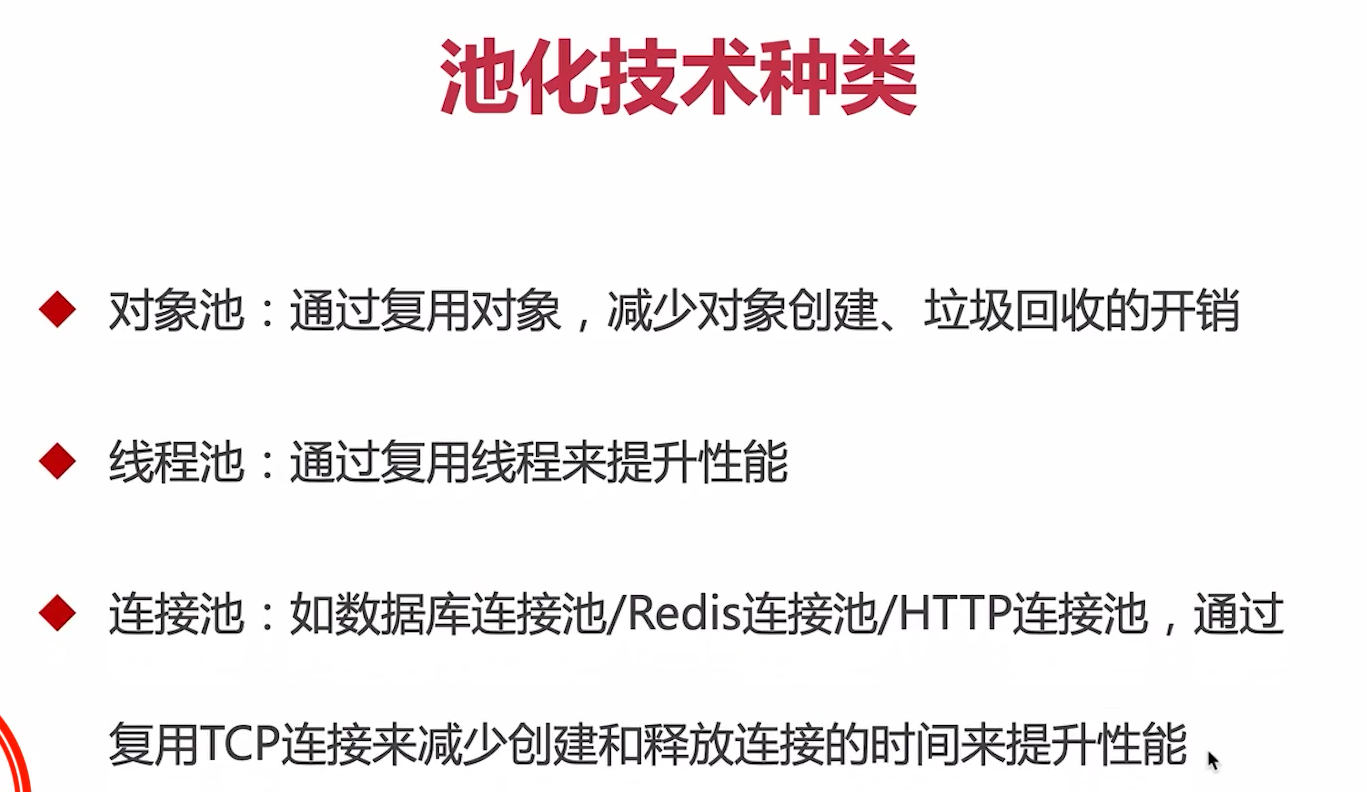 池化技术种类
对象池：通过复用对象，减少对象创建、垃圾回收的开销
线程池：通过复用线程来提升性能
连接池：如数据库连接池/Redis连接池/HTTP连接池，通过
复用TCP连接来减少创建和释放连接的时间来提升性能